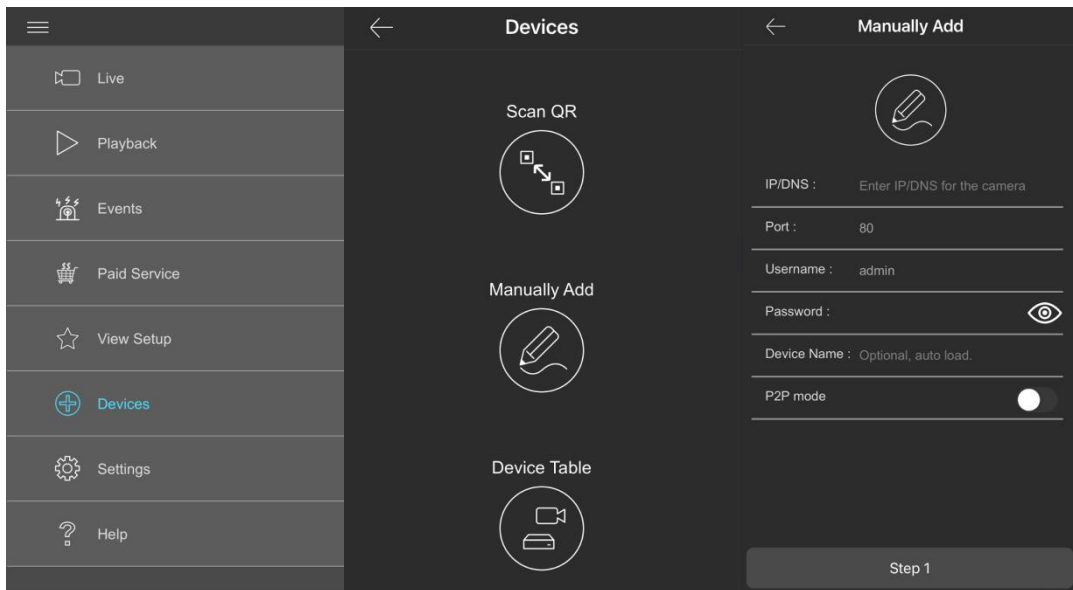 Live
Playback
Events
Paid Service
View Setup
Devices
Settings
Help
Devices
Scan QR
Manually Add
Device Table
Manually Add
IP/DNS : Enter IP/DNS for the camera
Port : 80
Username : admin
Password :
Device Name : Optional, auto load.
P2P mode
Step 1